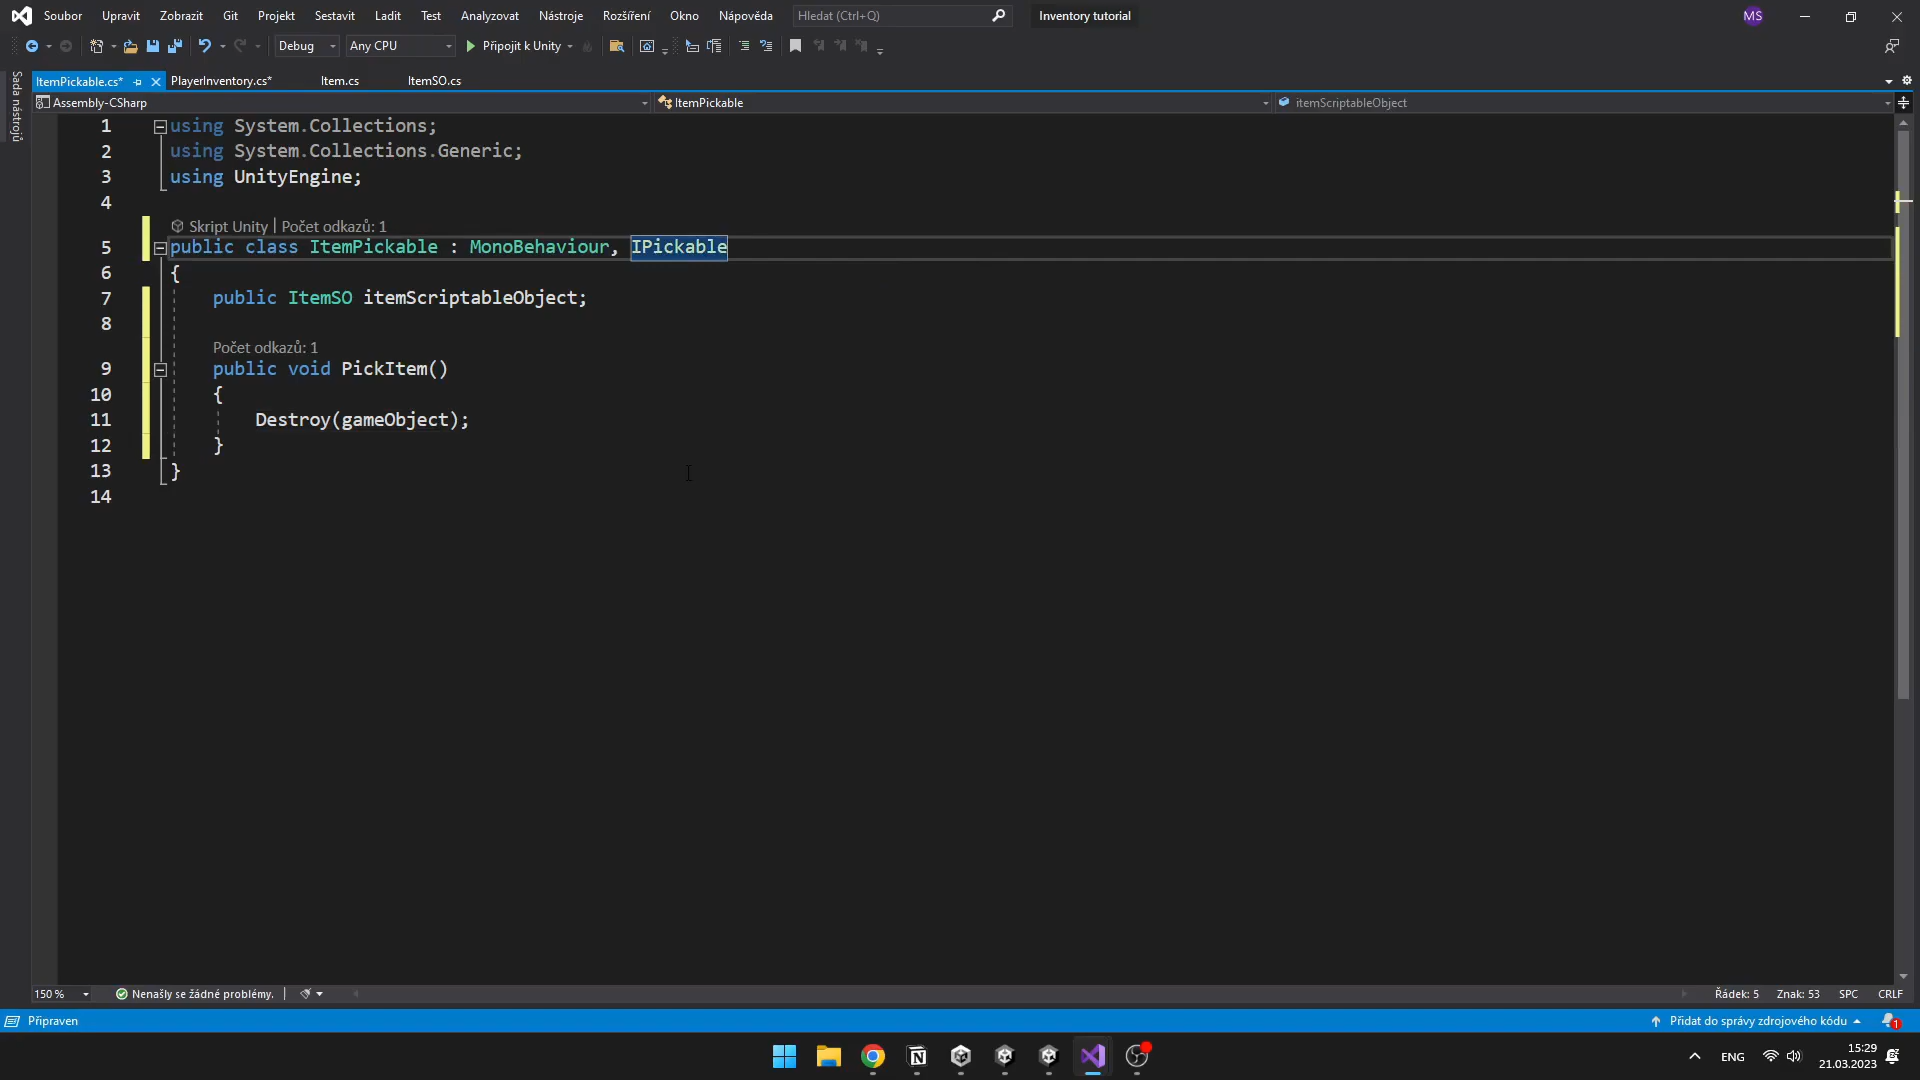 Soubor Upravit Zobrazit Git Projekt Sestavit Ladit Test Analyzovat Nástroje Rozšíření Okno Nápověda Hledat (Ctrl+Q) Inventory tutorial MS
Debug Any CPU Připojit k Unity
Sada nástrojů
ItemPickable.cs* PlayerInventory.cs* Item.cs ItemSO.cs
Assembly-CSharp ItemPickable itemScriptableObject
1 using System.Collections;
2 using System.Collections.Generic;
3 using UnityEngine;
4
Skript Unity | Počet odkazů: 1
5 public class ItemPickable : MonoBehaviour, IPickable
6 {
7 public ItemSO itemScriptableObject;
8
Počet odkazů: 1
9 public void PickItem()
10 {
11 Destroy(gameObject);
12 }
13 }
14
150 % Nenašly se žádné problémy. Řádek: 5 Znak: 53 SPC CRLF
Připraven Přidat do správy zdrojového kódu 1
ENG 15:29
21.03.2023